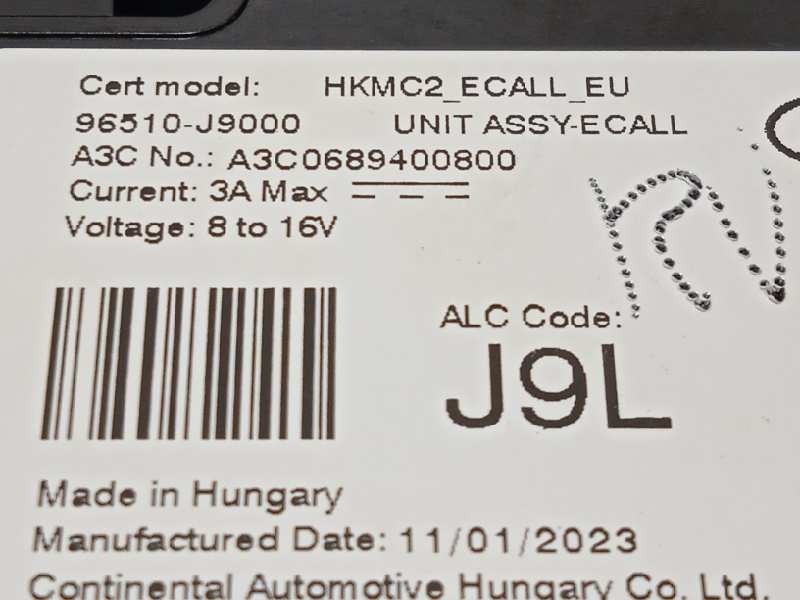 Cert model: HKMC2_ECALL_EU
96510-J9000 UNIT ASSY-ECALL
A3C No.: A3C0689400800
Current: 3A Max
Voltage: 8 to 16V
ALC Code:
J9L
Made in Hungary
Manufactured Date: 11/01/2023
Continental Automotive Hungary Co. Ltd.